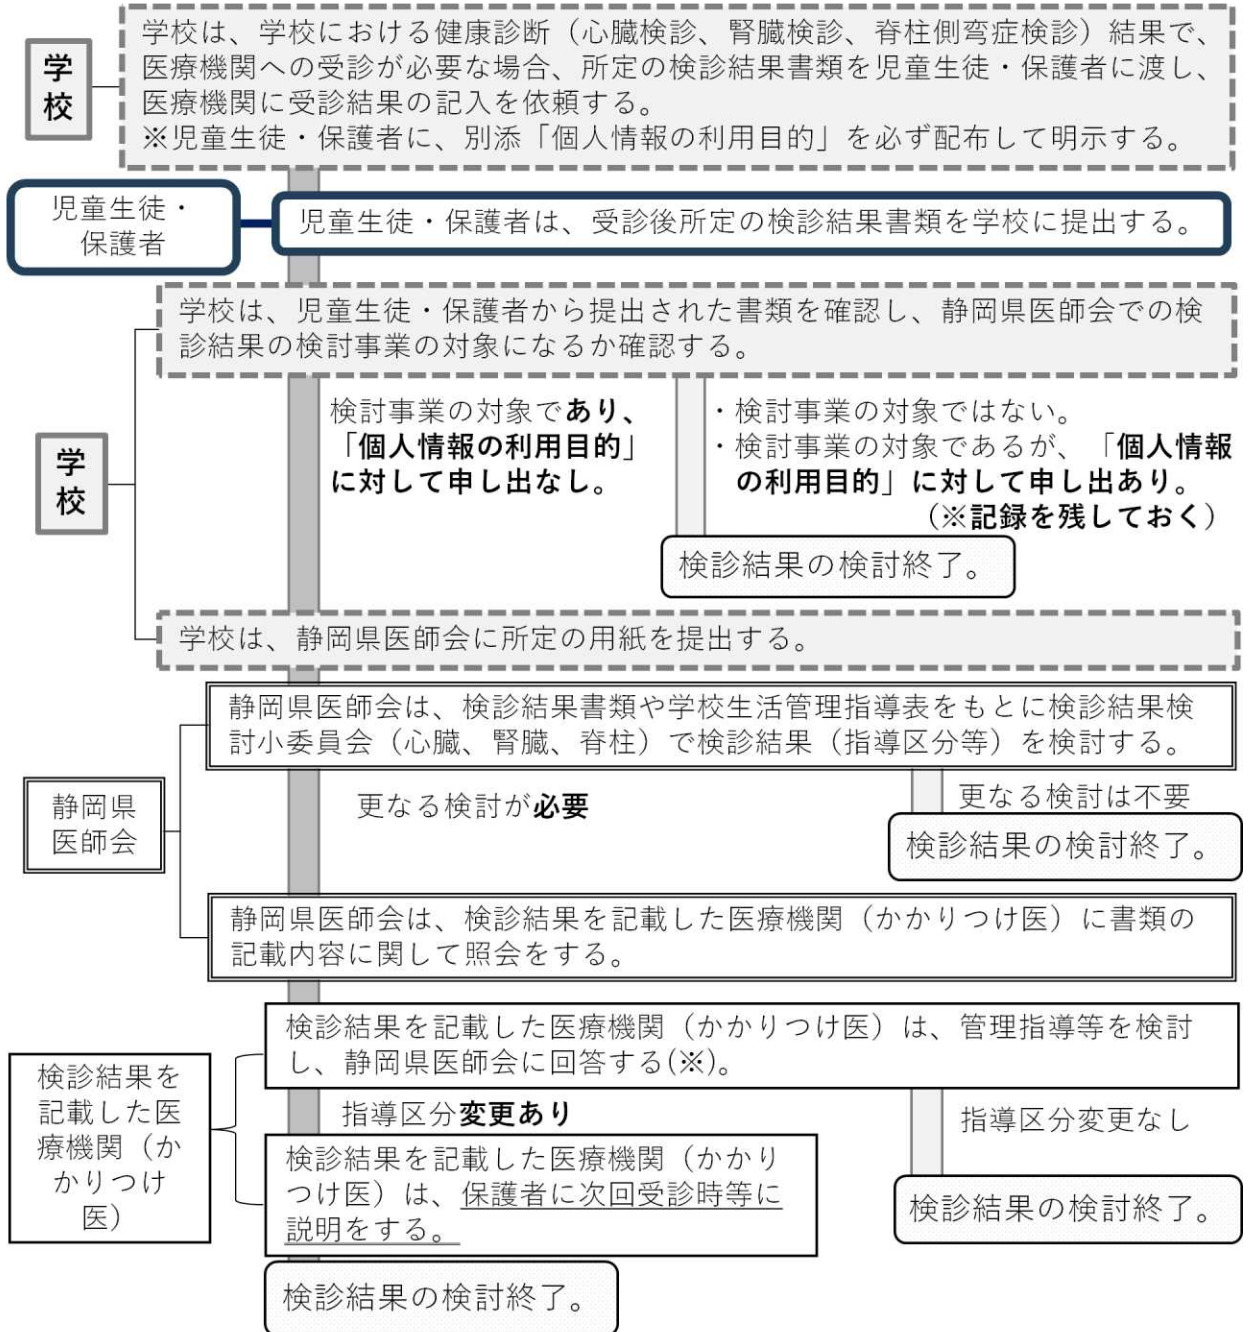 学校
学校は、学校における健康診断（心臓検診、腎臓検診、脊柱側弯症検診）結果で、
医療機関への受診が必要な場合、所定の検診結果書類を児童生徒・保護者に渡し、
医療機関に受診結果の記入を依頼する。
※児童生徒・保護者に、別添「個人情報の利用目的」を必ず配布して明示する。
児童生徒・
保護者
児童生徒・保護者は、受診後所定の検診結果書類を学校に提出する。
学校
学校は、児童生徒・保護者から提出された書類を確認し、静岡県医師会での検
診結果の検討事業の対象になるか確認する。
検討事業の対象であり、
「個人情報の利用目的」
に対して申し出なし。
・検討事業の対象ではない。
・検討事業の対象であるが、「個人情報
の利用目的」に対して申し出あり。
（※記録を残しておく）
検診結果の検討終了。
学校は、静岡県医師会に所定の用紙を提出する。
静岡県
医師会
静岡県医師会は、検診結果書類や学校生活管理指導表をもとに検診結果検
討小委員会（心臓、腎臓、脊柱）で検診結果（指導区分等）を検討する。
更なる検討が必要
更なる検討は不要
検診結果の検討終了。
静岡県医師会は、検診結果を記載した医療機関（かかりつけ医）に書類の
記載内容に関して照会をする。
検診結果を
記載した医
療機関（か
かりつけ
医）
検診結果を記載した医療機関（かかりつけ医）は、管理指導等を検討
し、静岡県医師会に回答する(※)。
指導区分変更あり
指導区分変更なし
検診結果を記載した医療機関（かかり
つけ医）は、保護者に次回受診時等に
説明をする。
検診結果の検討終了。
検診結果の検討終了。